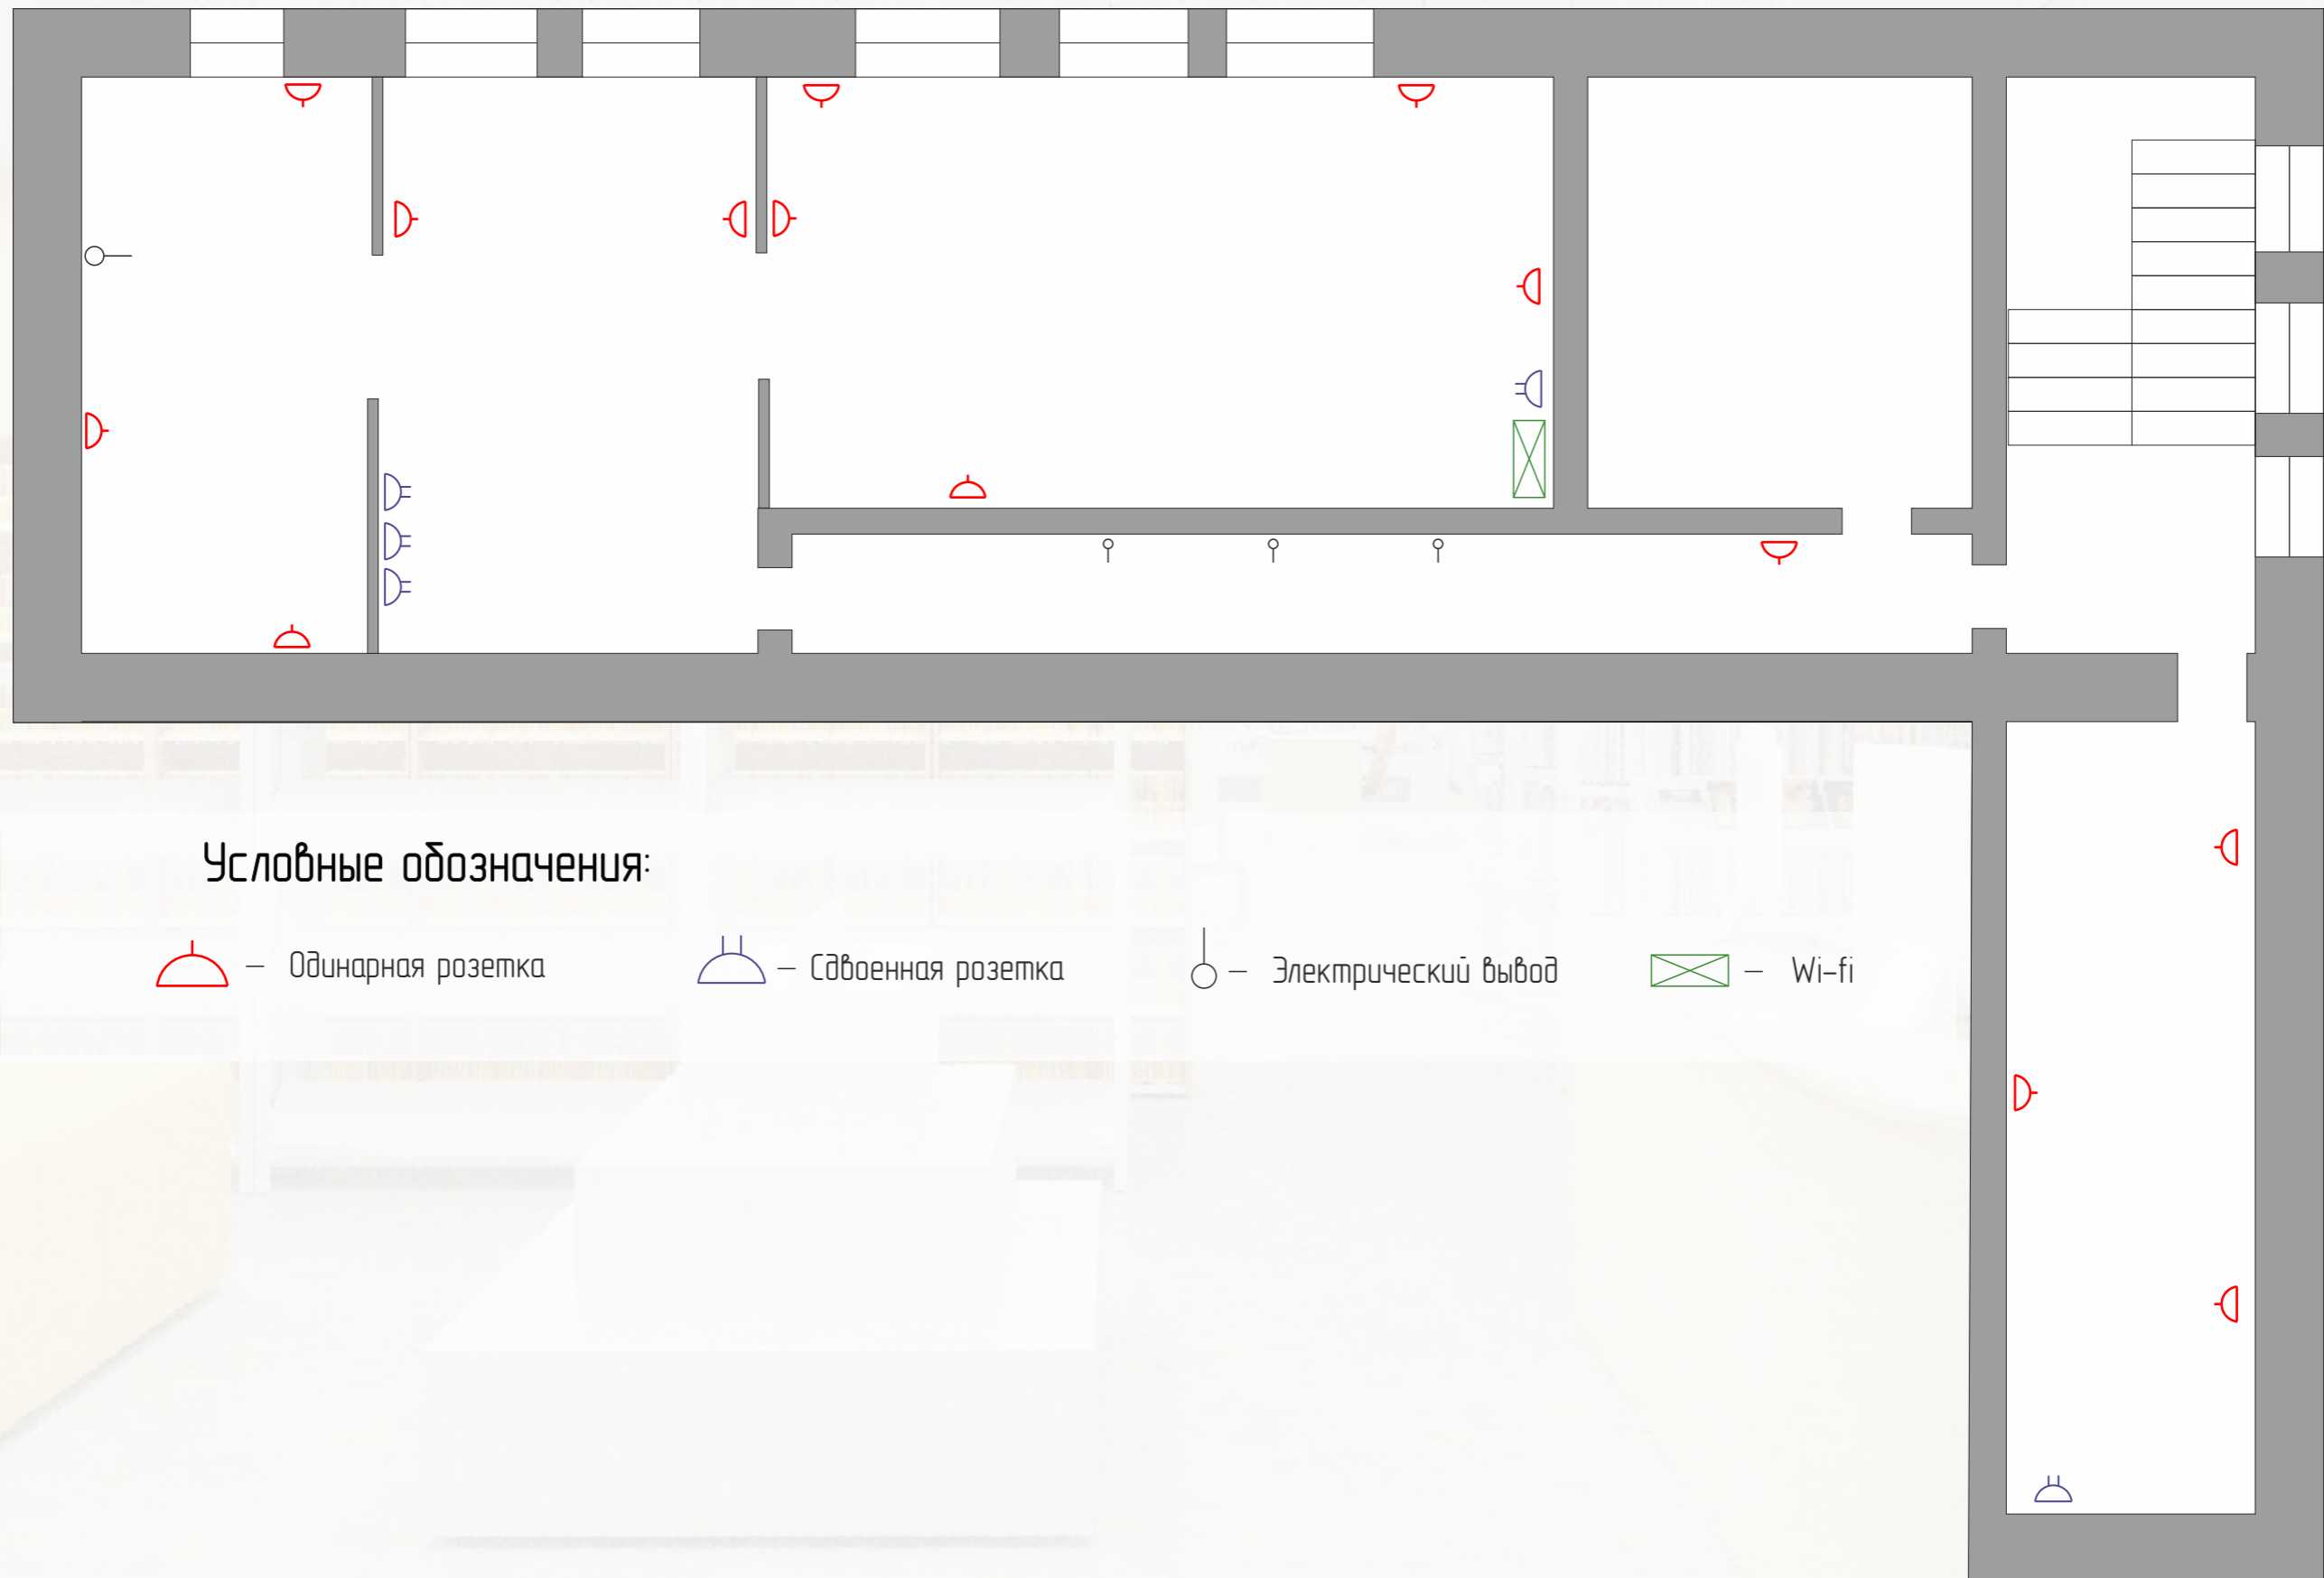 Условные обозначения:
— Одинарная розетка — Сдвоенная розетка — Электрический вывод — Wi-fi